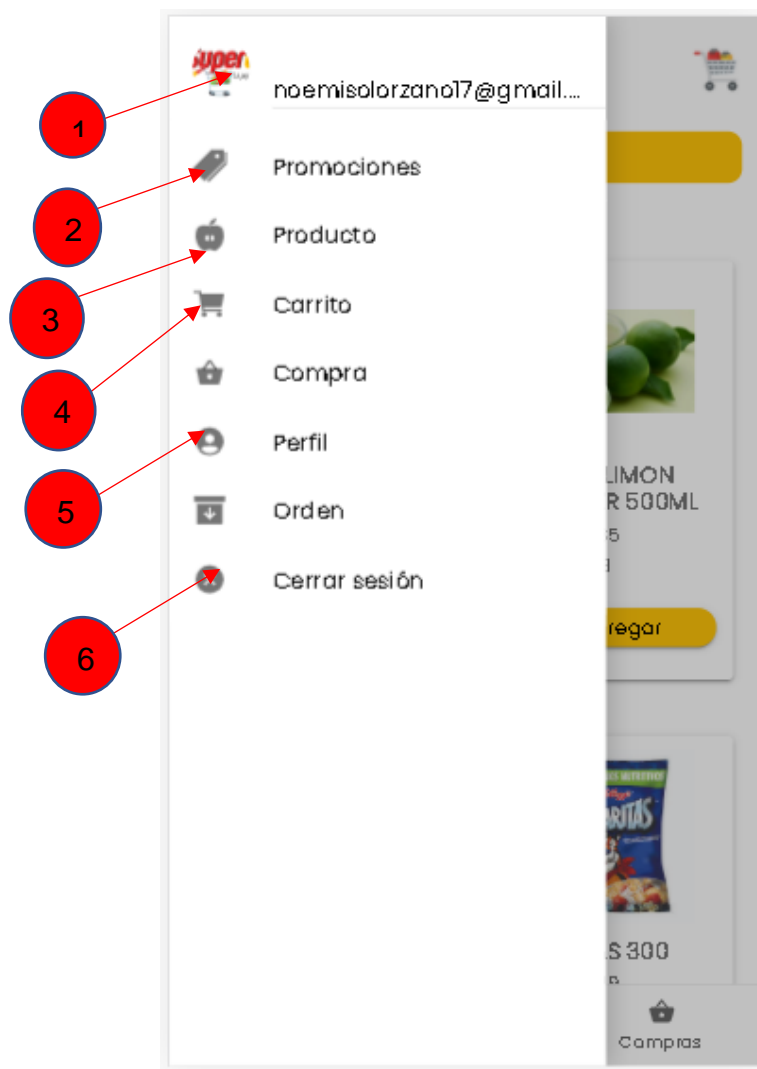 Super
noemisolorzano17@gmail....
1
Promociones
2
Producto
3
Carrito
4
Compra
Perfil
5
Orden
Cerrar sesión
6
LIMON
R 500ML
regar
S 300
Compras